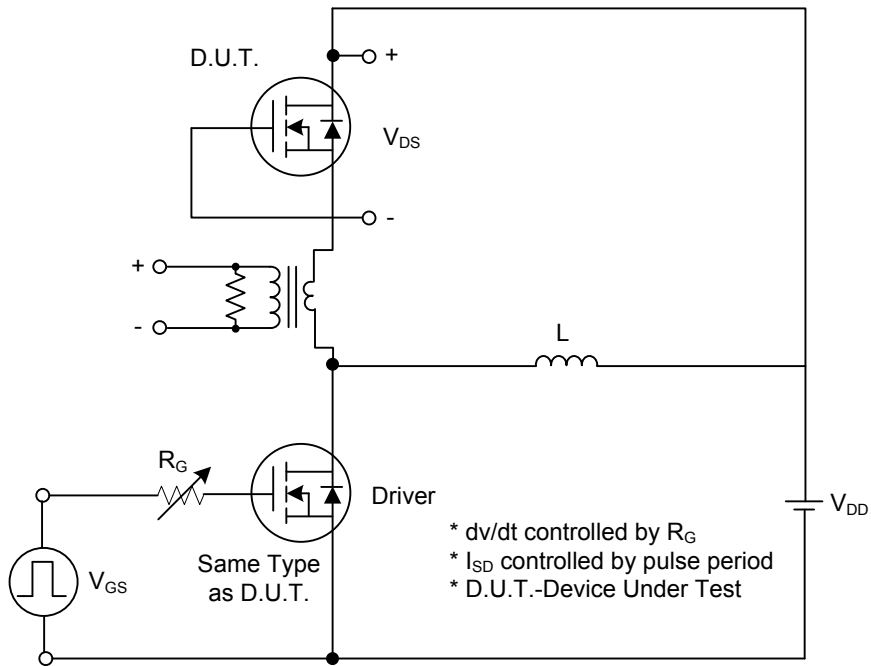 D.U.T.
+
V_DS
-
+
-
L
R_G
Driver
V_DD
V_GS
Same Type
as D.U.T.
* dv/dt controlled by R_G
* I_SD controlled by pulse period
* D.U.T.-Device Under Test